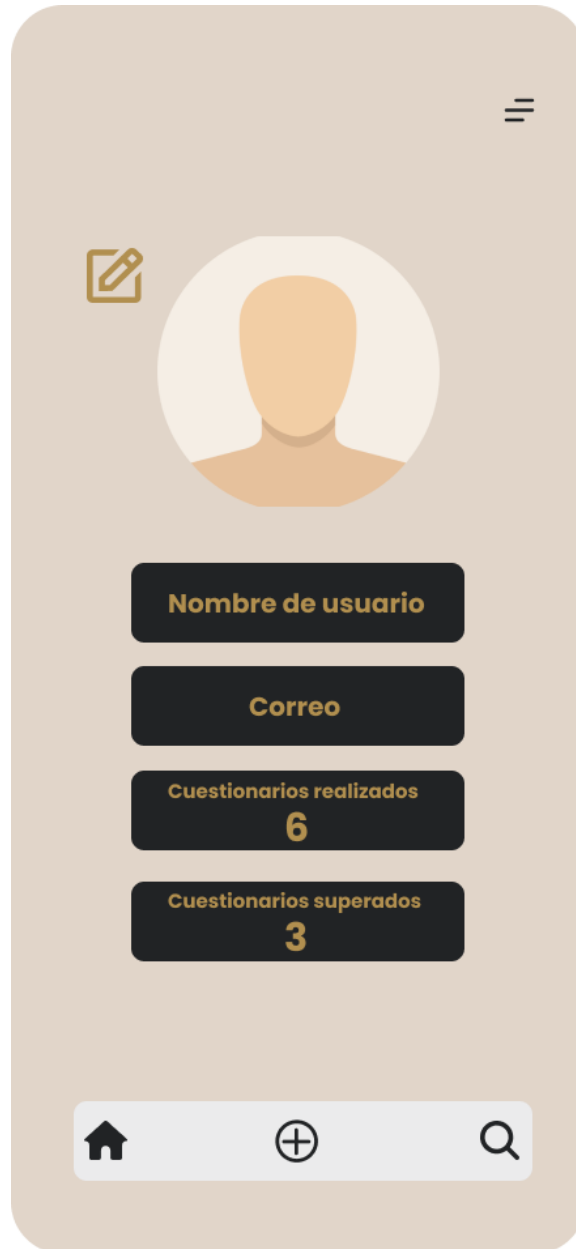 Nombre de usuario
Correo
Cuestionarios realizados
6
Cuestionarios superados
3